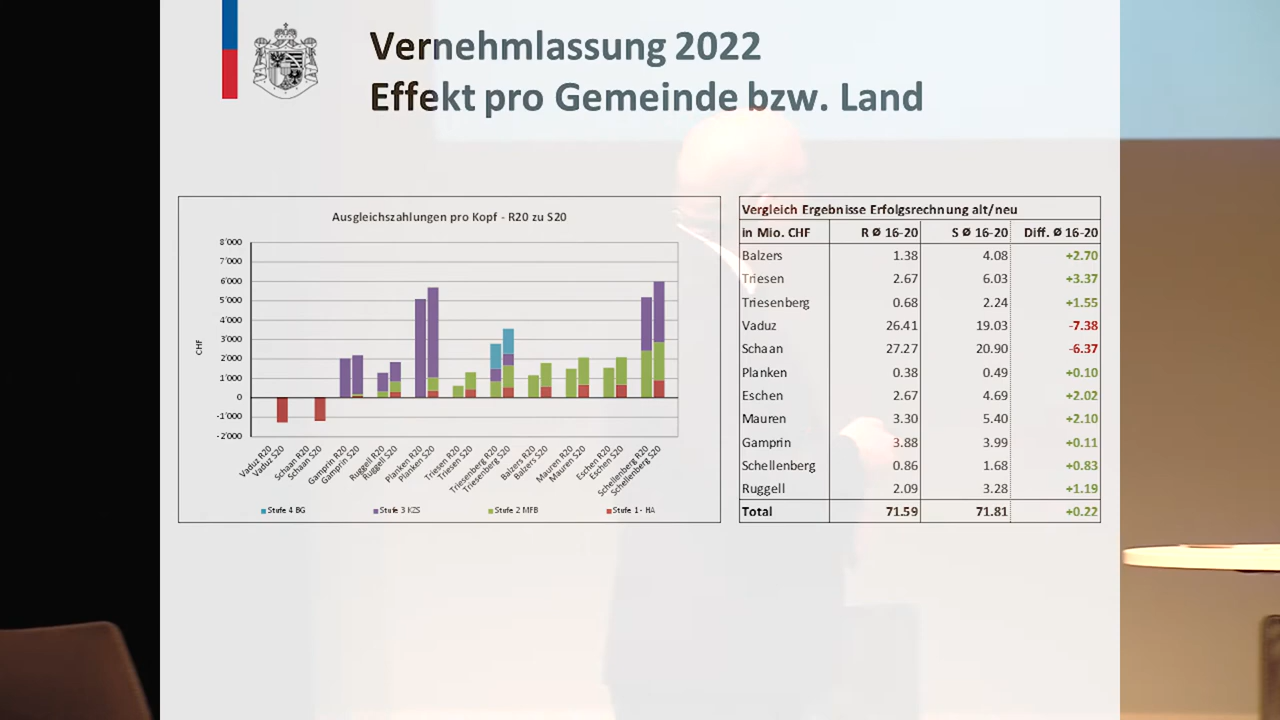 Vernehmlassung 2022
Effekt pro Gemeinde bzw. Land
Ausgleichszahlungen pro Kopf - R20 zu S20
8'000
7'000
6'000
5'000
4'000
3'000
2'000
1'000
0
-1'000
-2'000
CHF
Vaduz R20
Vaduz S20
Schaan R20
Schaan S20
Gamprin R20
Gamprin S20
Ruggell R20
Ruggell S20
Planken R20
Planken S20
Triesen R20
Triesen S20
Triesenberg R20
Triesenberg S20
Balzers R20
Balzers S20
Mauren R20
Mauren S20
Eschen R20
Eschen S20
Schellenberg R20
Schellenberg S20
Stufe 4 BG Stufe 3 KZS Stufe 2 MFB Stufe 1 - HA
Vergleich Ergebnisse Erfolgsrechnung alt/neu
in Mio. CHF R Ø 16-20 S Ø 16-20 Diff. Ø 16-20
Balzers 1.38 4.08 +2.70
Triesen 2.67 6.03 +3.37
Triesenberg 0.68 2.24 +1.55
Vaduz 26.41 19.03 -7.38
Schaan 27.27 20.90 -6.37
Planken 0.38 0.49 +0.10
Eschen 2.67 4.69 +2.02
Mauren 3.30 5.40 +2.10
Gamprin 3.88 3.99 +0.11
Schellenberg 0.86 1.68 +0.83
Ruggell 2.09 3.28 +1.19
Total 71.59 71.81 +0.22